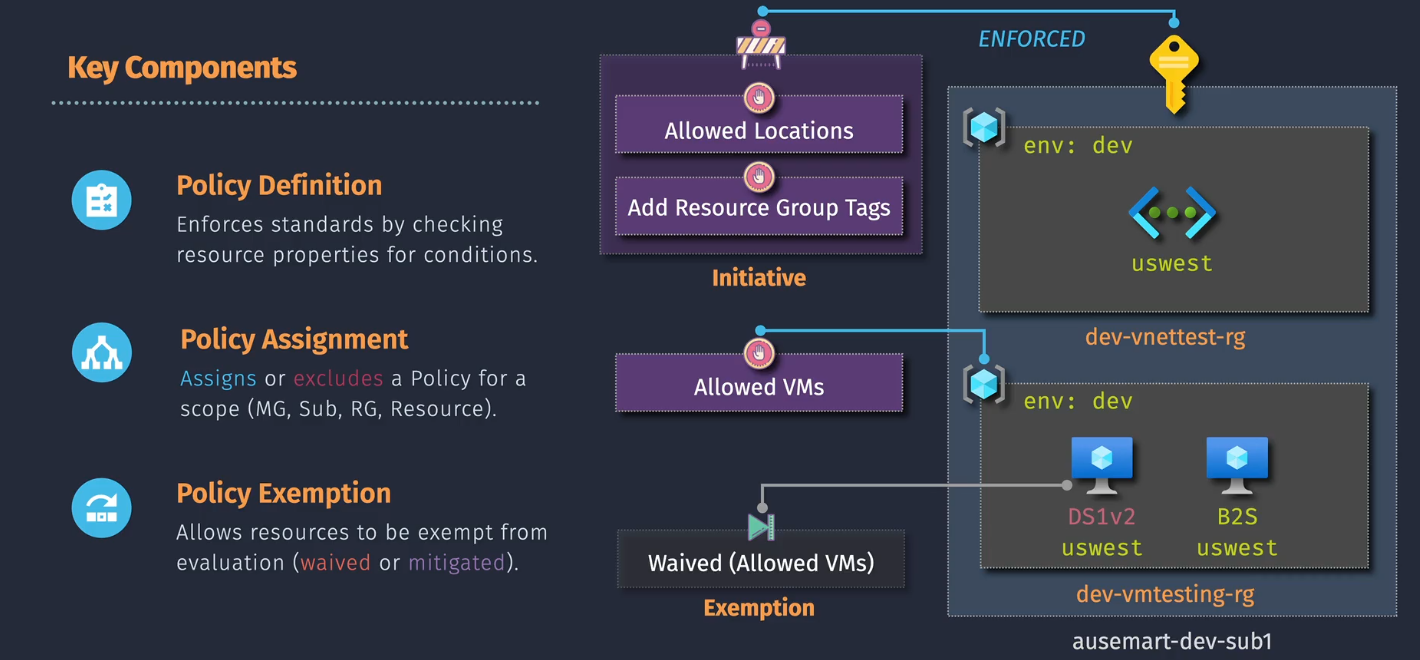 Key Components
Policy Definition
Enforces standards by checking
resource properties for conditions.
Policy Assignment
Assigns or excludes a Policy for a
scope (MG, Sub, RG, Resource).
Policy Exemption
Allows resources to be exempt from
evaluation (waived or mitigated).
Allowed Locations
Add Resource Group Tags
Initiative
Allowed VMs
Waived (Allowed VMs)
Exemption
ENFORCED
env: dev
uswest
dev-vnettest-rg
env: dev
DS1v2
uswest
B2S
uswest
dev-vmtesting-rg
ausemart-dev-sub1